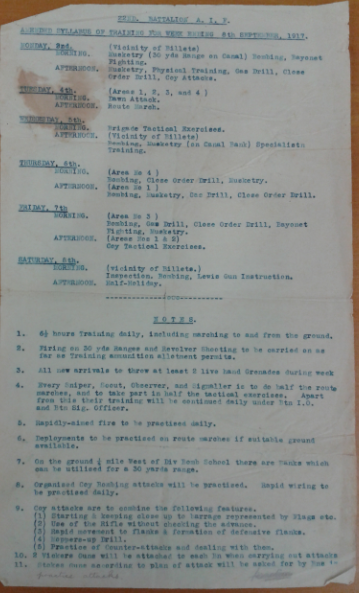 BATTALION A. I. F.
SYLLABUS OF TRAINING FOR WEEK ENDING 8th SEPTEMBER, 1917.
MONDAY, (Vicinity of Billets)
MORNING. Musketry (30 yds Range on Canal) Bombing, Bayonet
Fighting.
AFTERNOON. Musketry, Physical Training, Gas Drill, Close
Order Drill, Coy Attacks.
TUESDAY, 4th. (Areas 1, 2, 3, and 4 )
MORNING. Dawn Attack.
AFTERNOON. Route March.
WEDNESDAY, 5th.
MORNING. Brigade Tactical Exercises.
AFTERNOON. (Vicinity of Billets)
Bombing, Musketry (on Canal Bank) Specialists
Training.
THURSDAY, 6th.
MORNING. (Area No 4 )
Bombing, Close Order Drill, Musketry.
AFTERNOON. (Area No 1 )
Bombing, Musketry, Gas Drill, Close Order Drill.
FRIDAY, 7th
MORNING. (Area No 3 )
Bombing, Gas Drill, Close Order Drill, Bayonet
Fighting, Musketry.
AFTERNOON. (Areas Nos 1 & 2)
Coy Tactical Exercises.
SATURDAY, 8th.
MORNING. (Vicinity of Billets.)
Inspection. Bombing, Lewis Gun Instruction.
AFTERNOON. Half-Holiday.
NOTES.
1. 6½ hours Training daily, including marching to and from the ground.
2. Firing on 30 yds Ranges and Revolver Shooting to be carried on as
far as Training ammunition allotment permits.
3. All new arrivals to throw at least 2 live hand Grenades during week
4. Every Sniper, Scout, Observer, and Signaller is to do half the route
marches, and to take part in half the tactical exercises. Apart
from this their training will be continued daily under Btn I.O.
and Btn Sig. Officer.
5. Rapidly-aimed fire to be practised daily.
6. Deployments to be practised on route marches if suitable ground
available.
7. On the ground ½ mile West of Div Bomb School there are Banks which
can be utilised for a 30 yards range.
8. Organised Coy Bombing attacks will be practised. Rapid wiring to
be practised daily.
9. Coy attacks are to combine the following features.
(1) Starting & keeping close up to barrage represented by Flags etc.
(2) Use of the Rifle without checking the advance.
(3) Rapid movement to flanks & formation of defensive flanks.
(4) Moppers-up Drill.
(5) Practice of Counter-attacks and dealing with them.
10. Vickers Guns will be attached to each Bn when carrying out attacks
11. Stokes Guns according to plan of attack will be asked for by Bns in
practice attacks